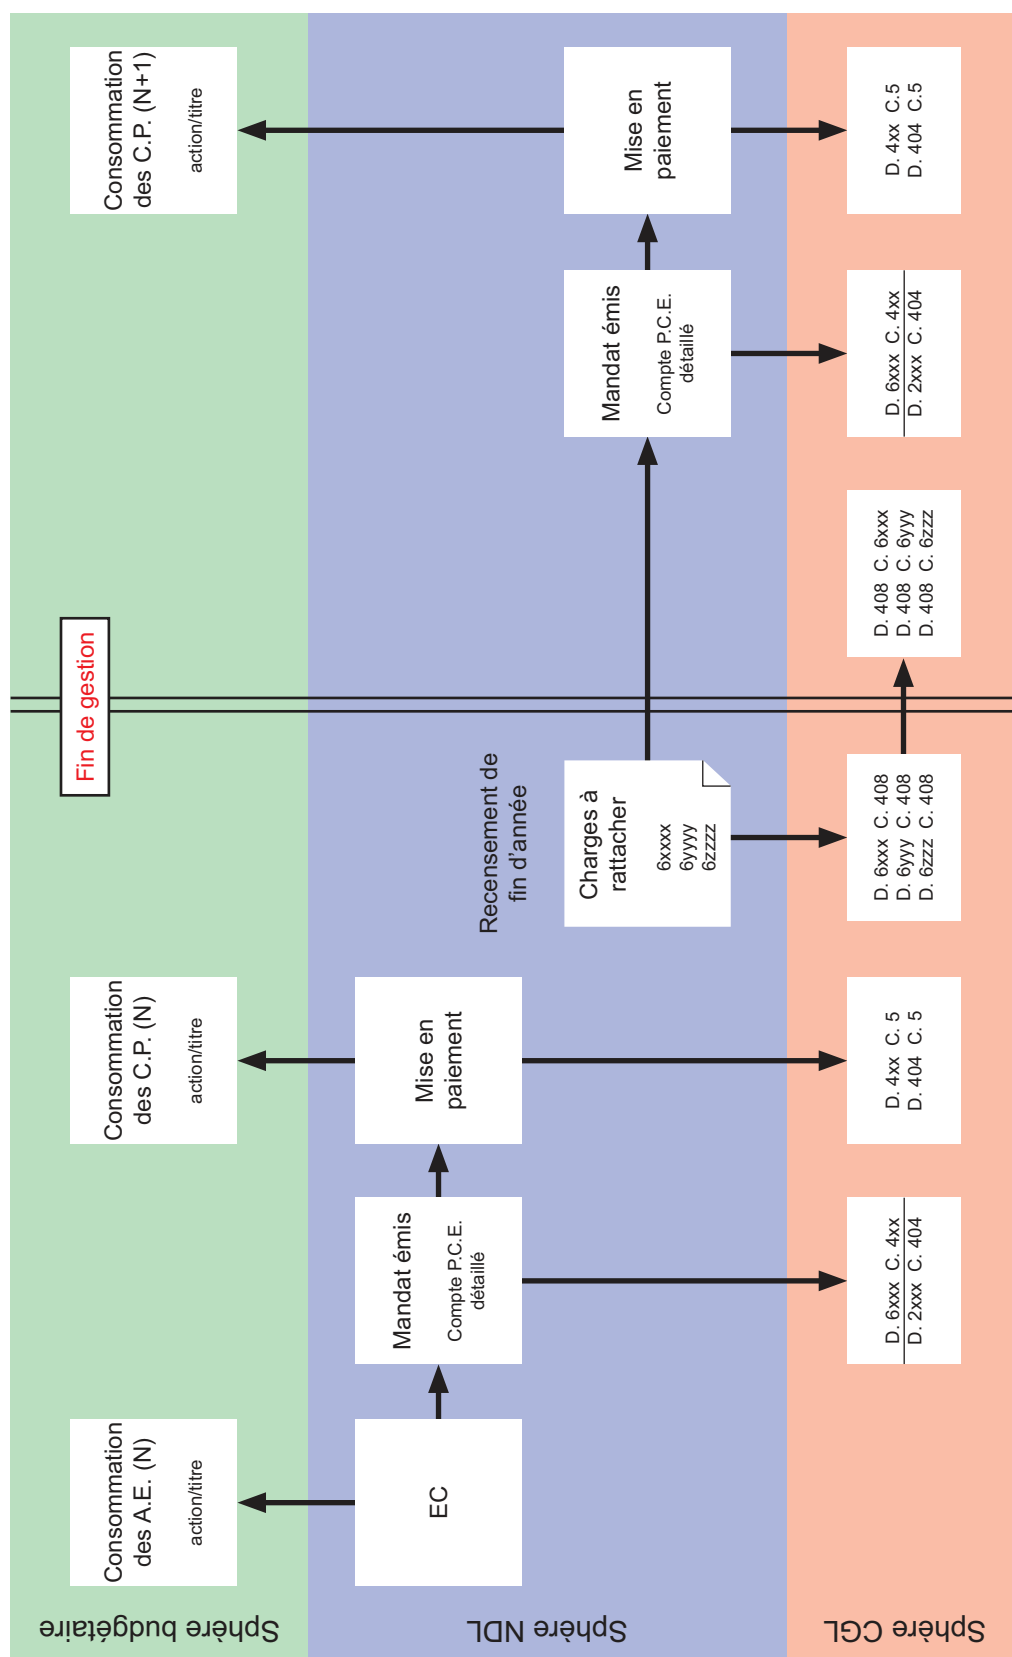 Sphère budgétaire
Consommation
des A.E. (N)
action/titre
Consommation
des C.P. (N)
action/titre
Fin de gestion
Consommation
des C.P. (N+1)
action/titre
Sphère NDL
EC
Mandat émis
Compte P.C.E.
détaillé
Mise en
paiement
Recensement de
fin d'année
Charges à
rattacher
6xxxx
6yyyy
6zzzz
Mandat émis
Compte P.C.E.
détaillé
Mise en
paiement
Sphère CGL
D. 6xxx C. 4xx
D. 2xxx C. 404
D. 4xx C. 5
D. 404 C. 5
D. 6xxx C. 408
D. 6yyy C. 408
D. 6zzz C. 408
D. 408 C. 6xxx
D. 408 C. 6yyy
D. 408 C. 6zzz
D. 6xxx C. 4xx
D. 2xxx C. 404
D. 4xx C.5
D. 404 C.5